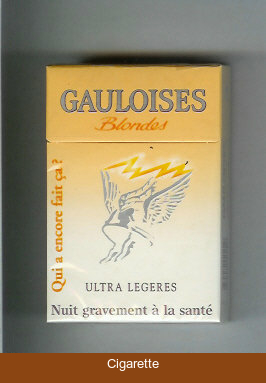 GAULOISES
Blondes
Qui a encore fait ça ?
ULTRA LEGERES
Nuit gravement à la santé
Cigarette